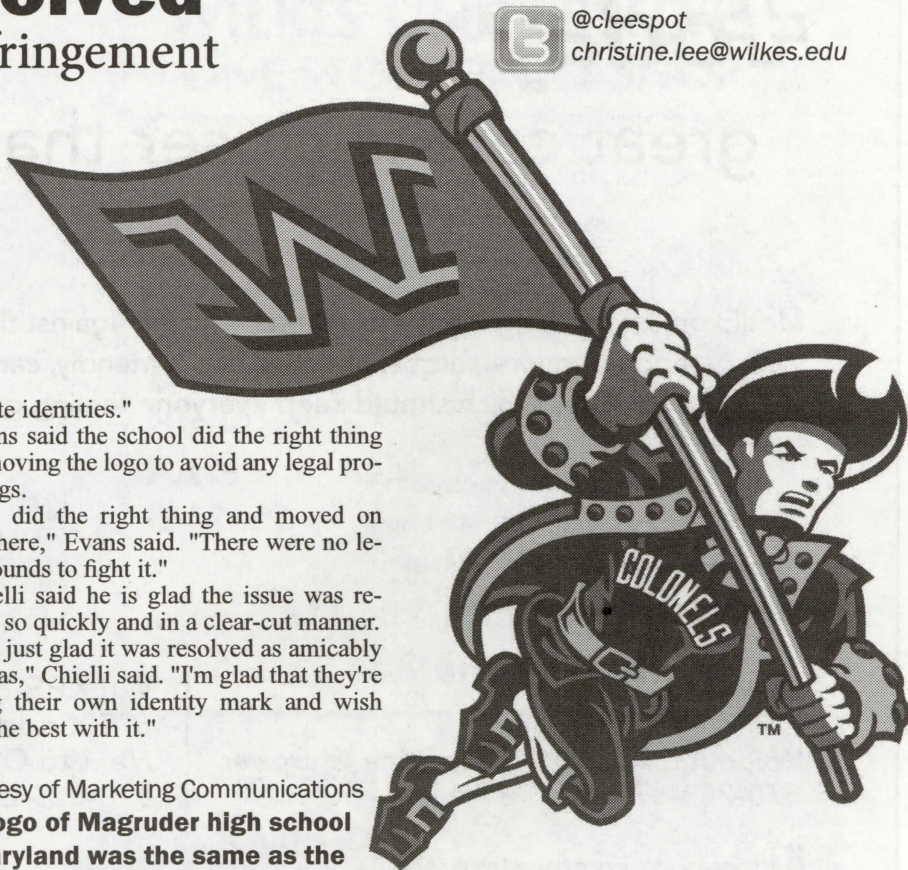 olved
fringement
@cleespot
christine.lee@wilkes.edu
W
te identities."
ns said the school did the right thing
moving the logo to avoid any legal pro-
gs.
did the right thing and moved on
here," Evans said. "There were no le-
ounds to fight it."
elli said he is glad the issue was re-
so quickly and in a clear-cut manner.
just glad it was resolved as amicably
as," Chielli said. "I'm glad that they're
g their own identity mark and wish
he best with it."
esy of Marketing Communications
ogo of Magruder high school
aryland was the same as the
COLONELS
TM